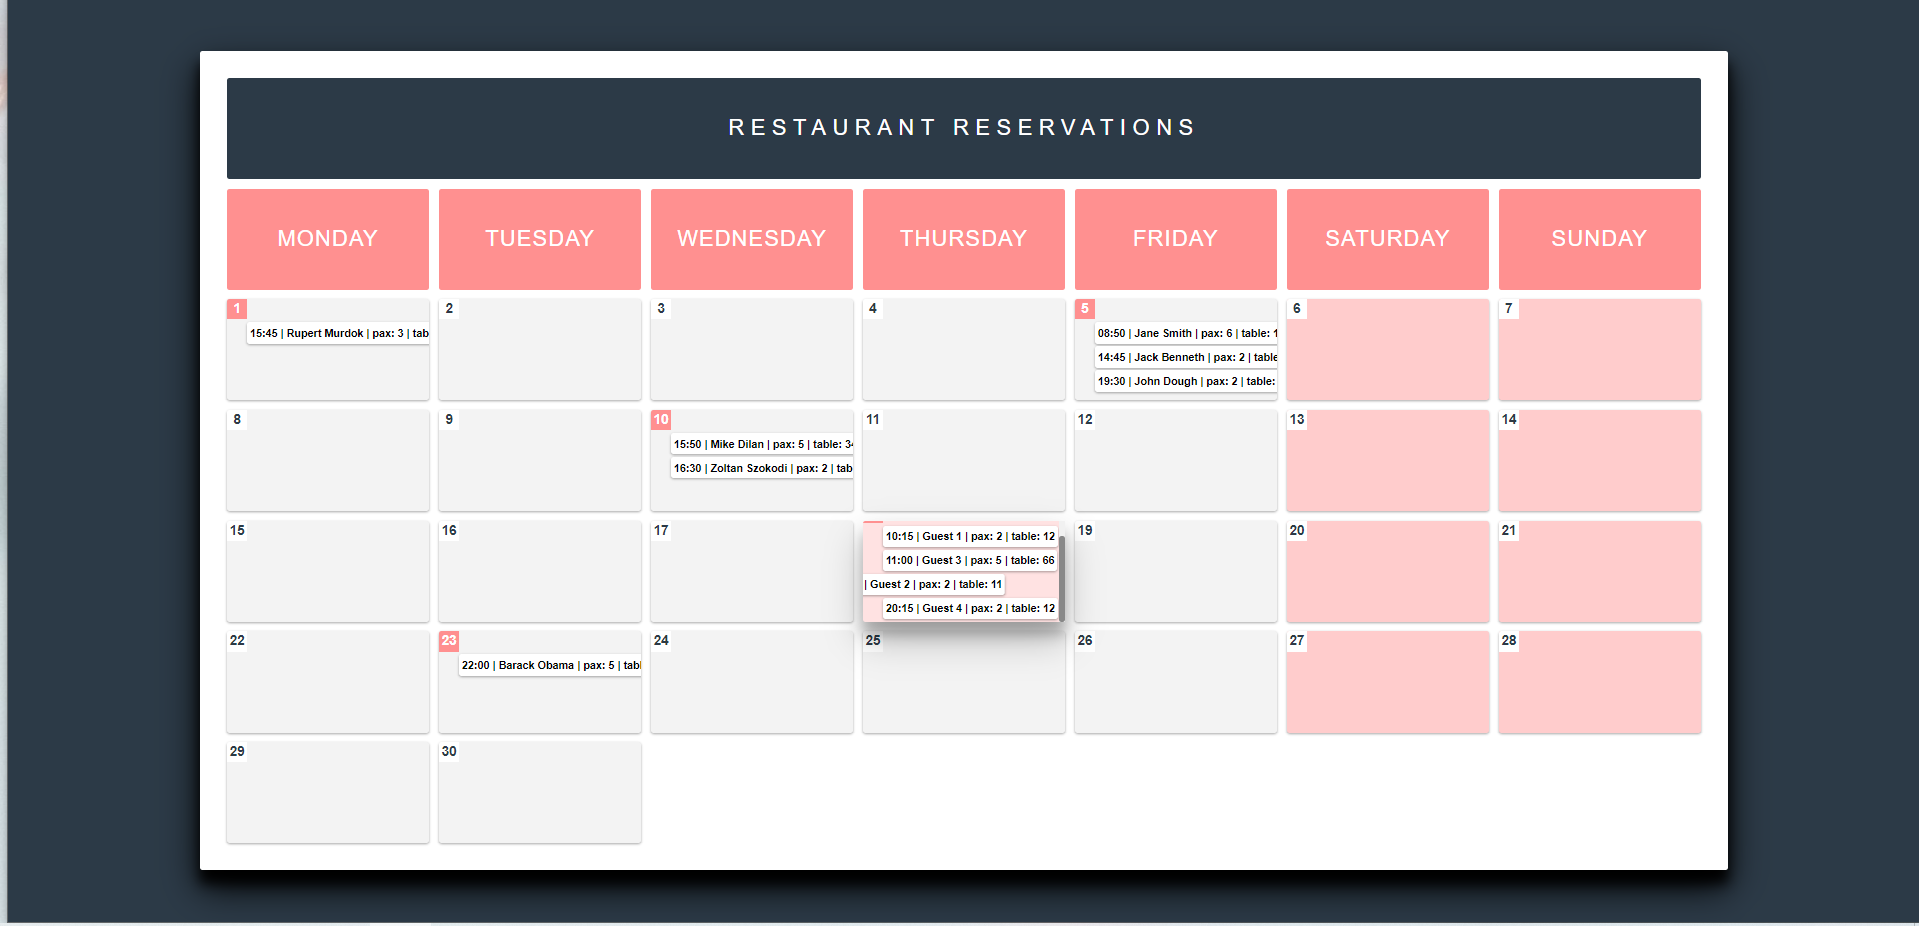 RESTAURANT RESERVATIONS
MONDAY TUESDAY WEDNESDAY THURSDAY FRIDAY SATURDAY SUNDAY
1 2 3 4 5 6 7
15:45 | Rupert Murdok | pax: 3 | tab
08:50 | Jane Smith | pax: 6 | table: 1
14:45 | Jack Benneth | pax: 2 | table
19:30 | John Dough | pax: 2 | table:
8 9 10 11 12 13 14
15:50 | Mike Dilan | pax: 5 | table: 34
16:30 | Zoltan Szokodi | pax: 2 | tab
15 16 17 19 20 21
10:15 | Guest 1 | pax: 2 | table: 12
11:00 | Guest 3 | pax: 5 | table: 66
| Guest 2 | pax: 2 | table: 11
20:15 | Guest 4 | pax: 2 | table: 12
22 23 24 25 26 27 28
22:00 | Barack Obama | pax: 5 | tabl
29 30